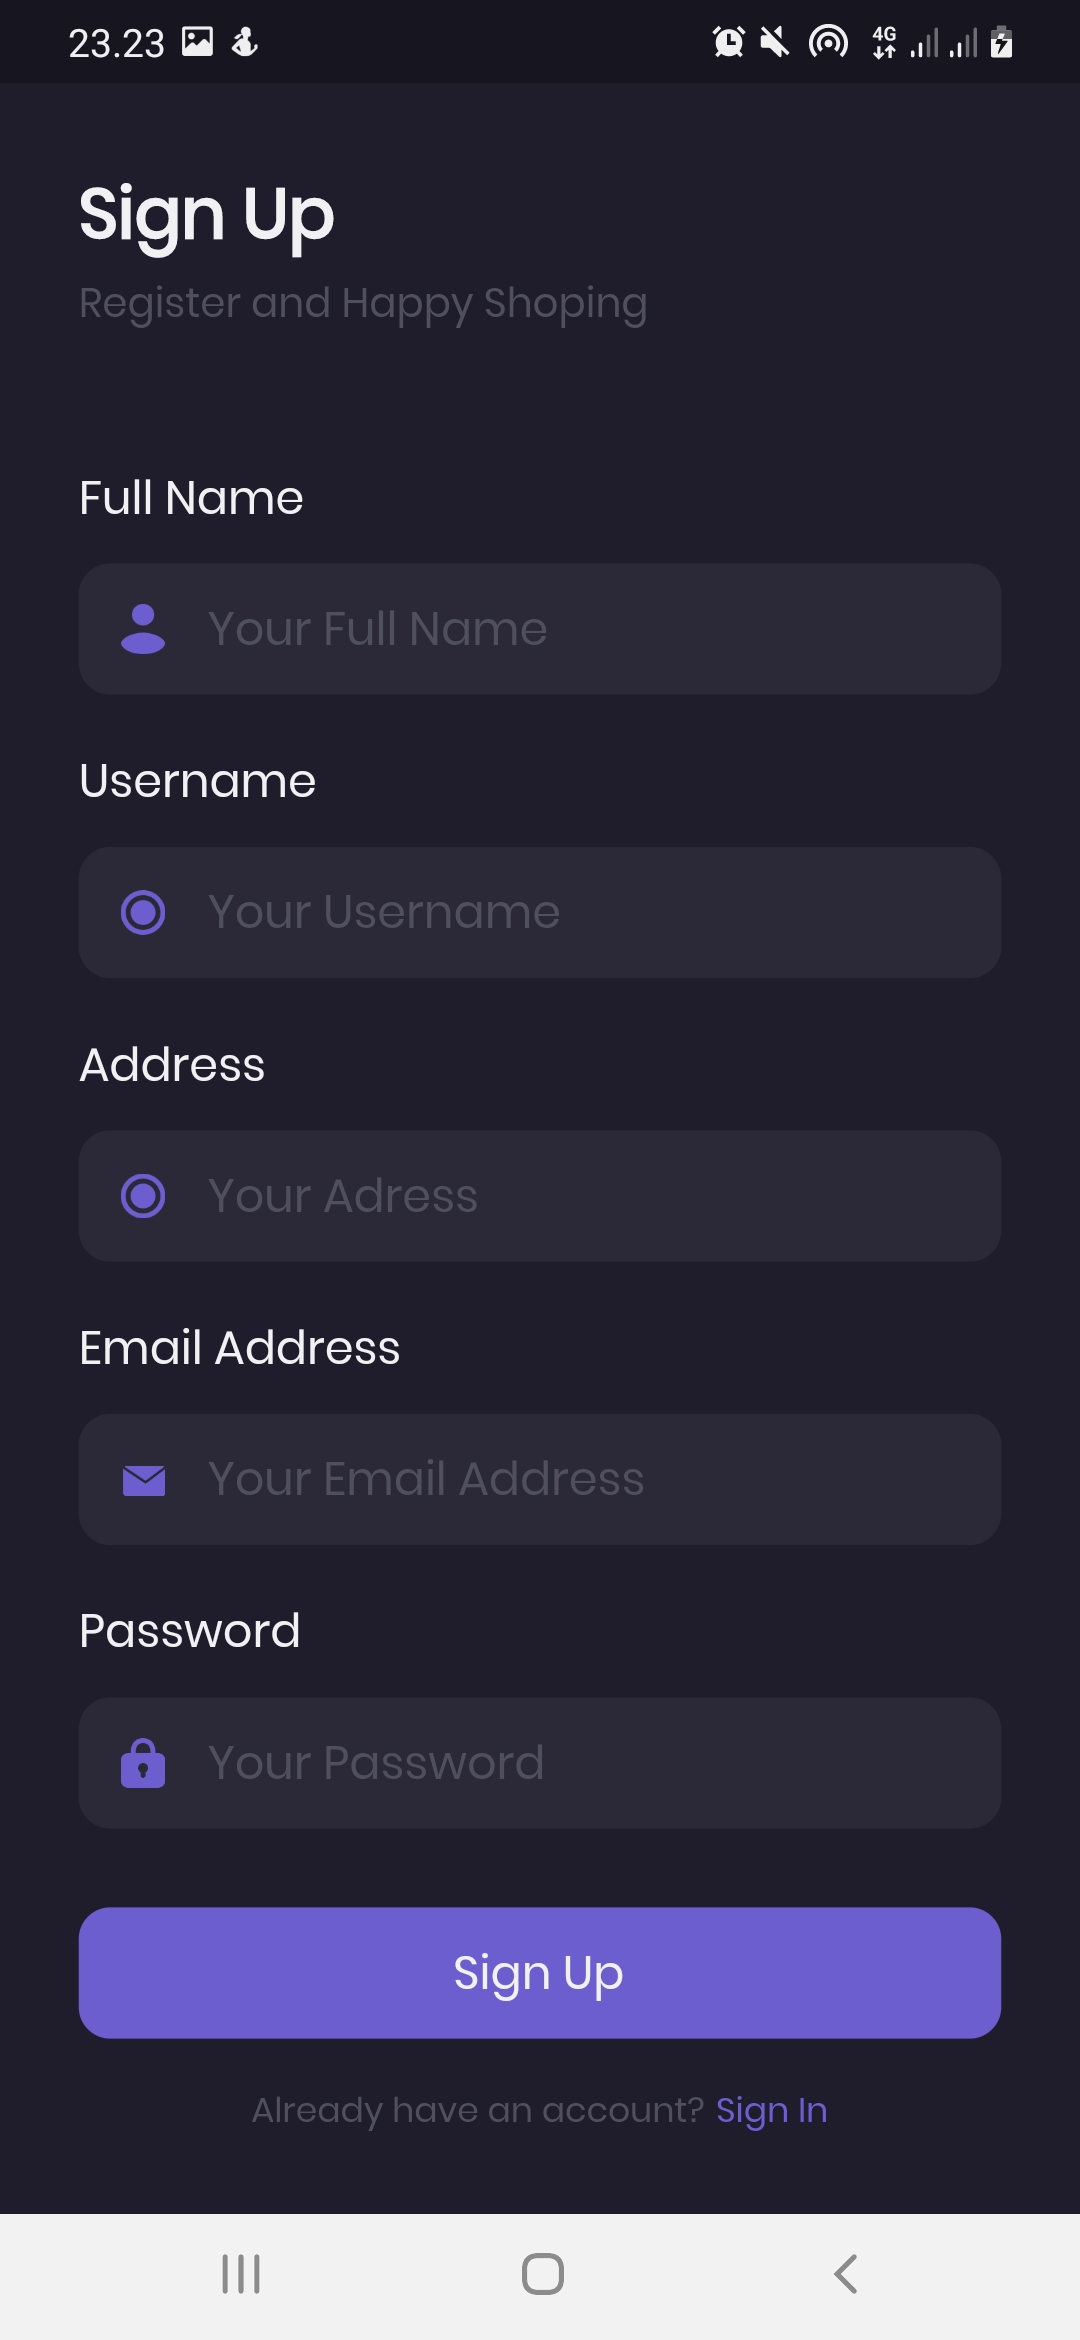 23.23
4G
Sign Up
Register and Happy Shoping
Full Name
Your Full Name
Username
Your Username
Address
Your Adress
Email Address
Your Email Address
Password
Your Password
Sign Up
Already have an account? Sign In